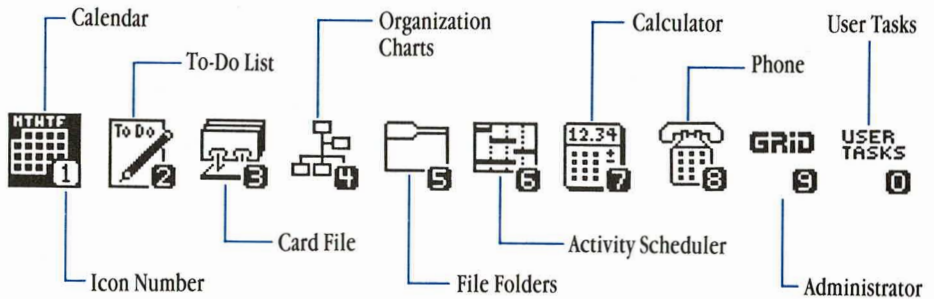 Calendar
Organization
Charts
Calculator
User Tasks
To-Do List
Phone
MTWTF
1
To Do
2
3
4
5
6
12.34
±
7
8
GRiD
9
USER
TASKS
0
Card File
Activity Scheduler
Icon Number
File Folders
Administrator